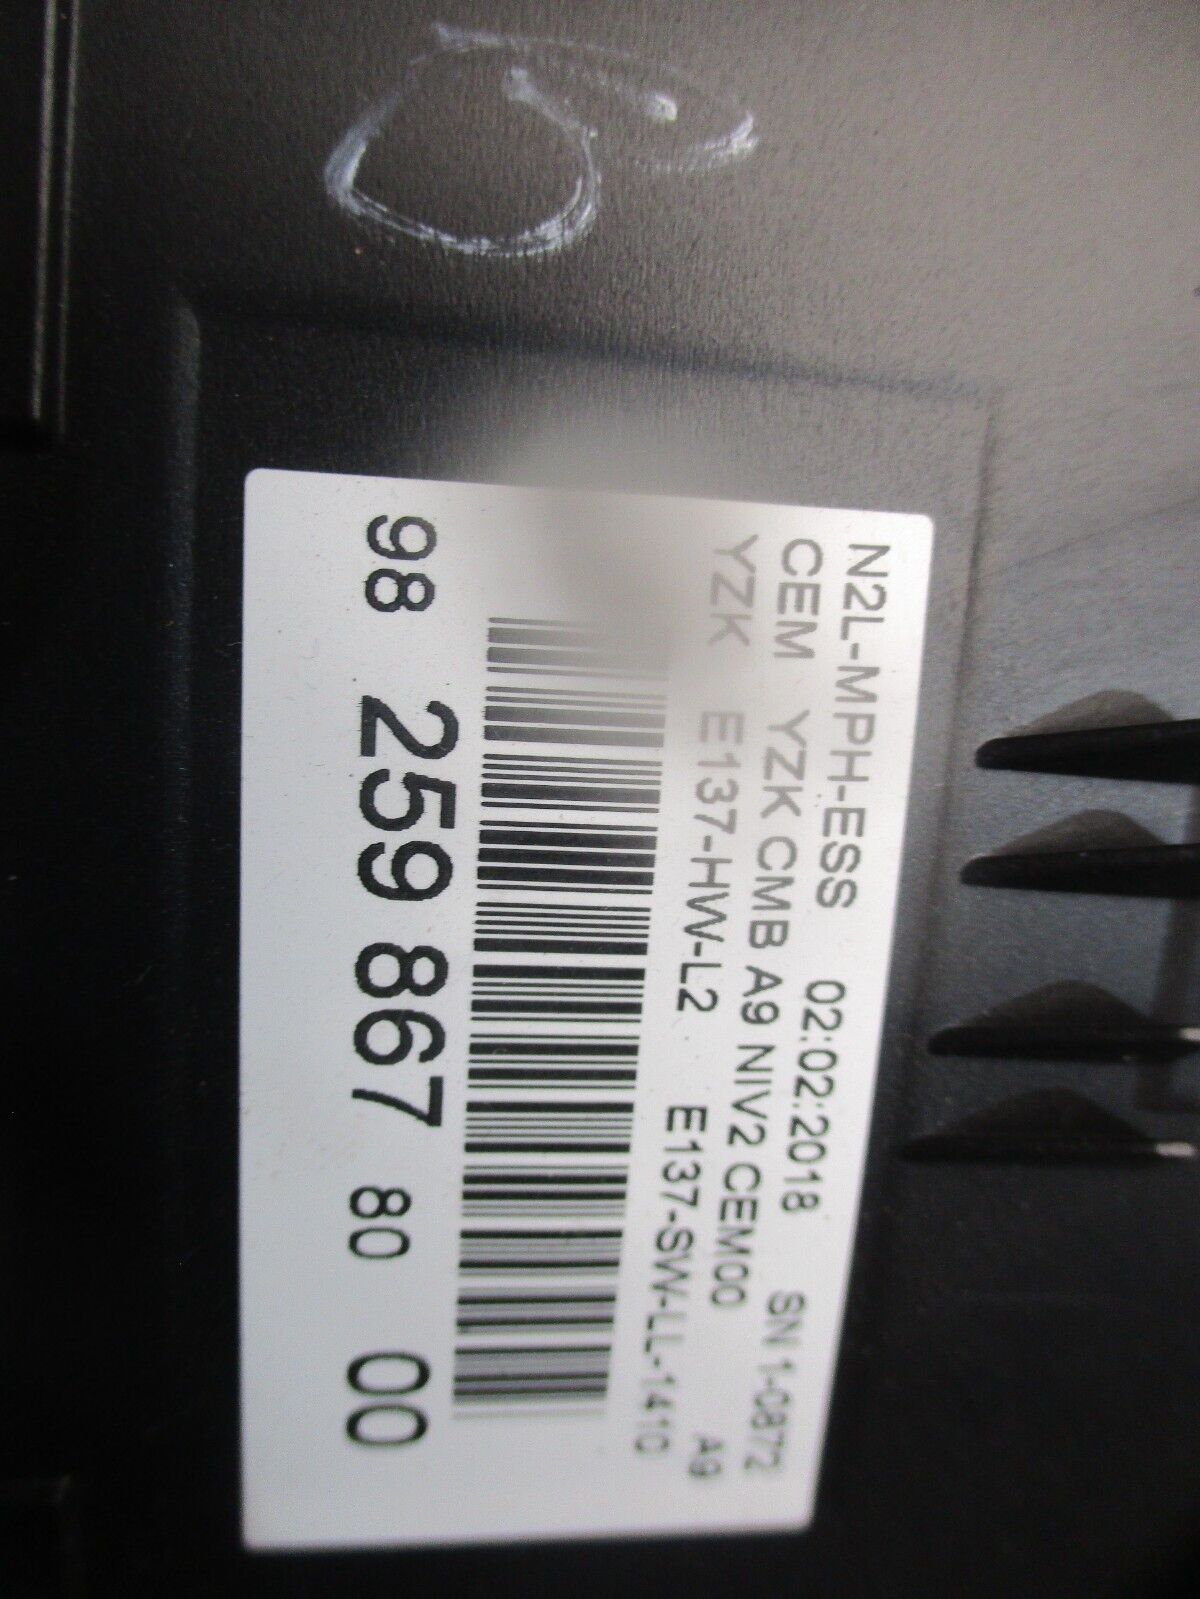 N2L-MPH-ESS 02:02:2018 SN 1-0872
CEM YZK CMB A9 NIV2 CEM00 A9
YZK E137-HW-L2 E137-SW-LL-1410
98 259 867 80 00